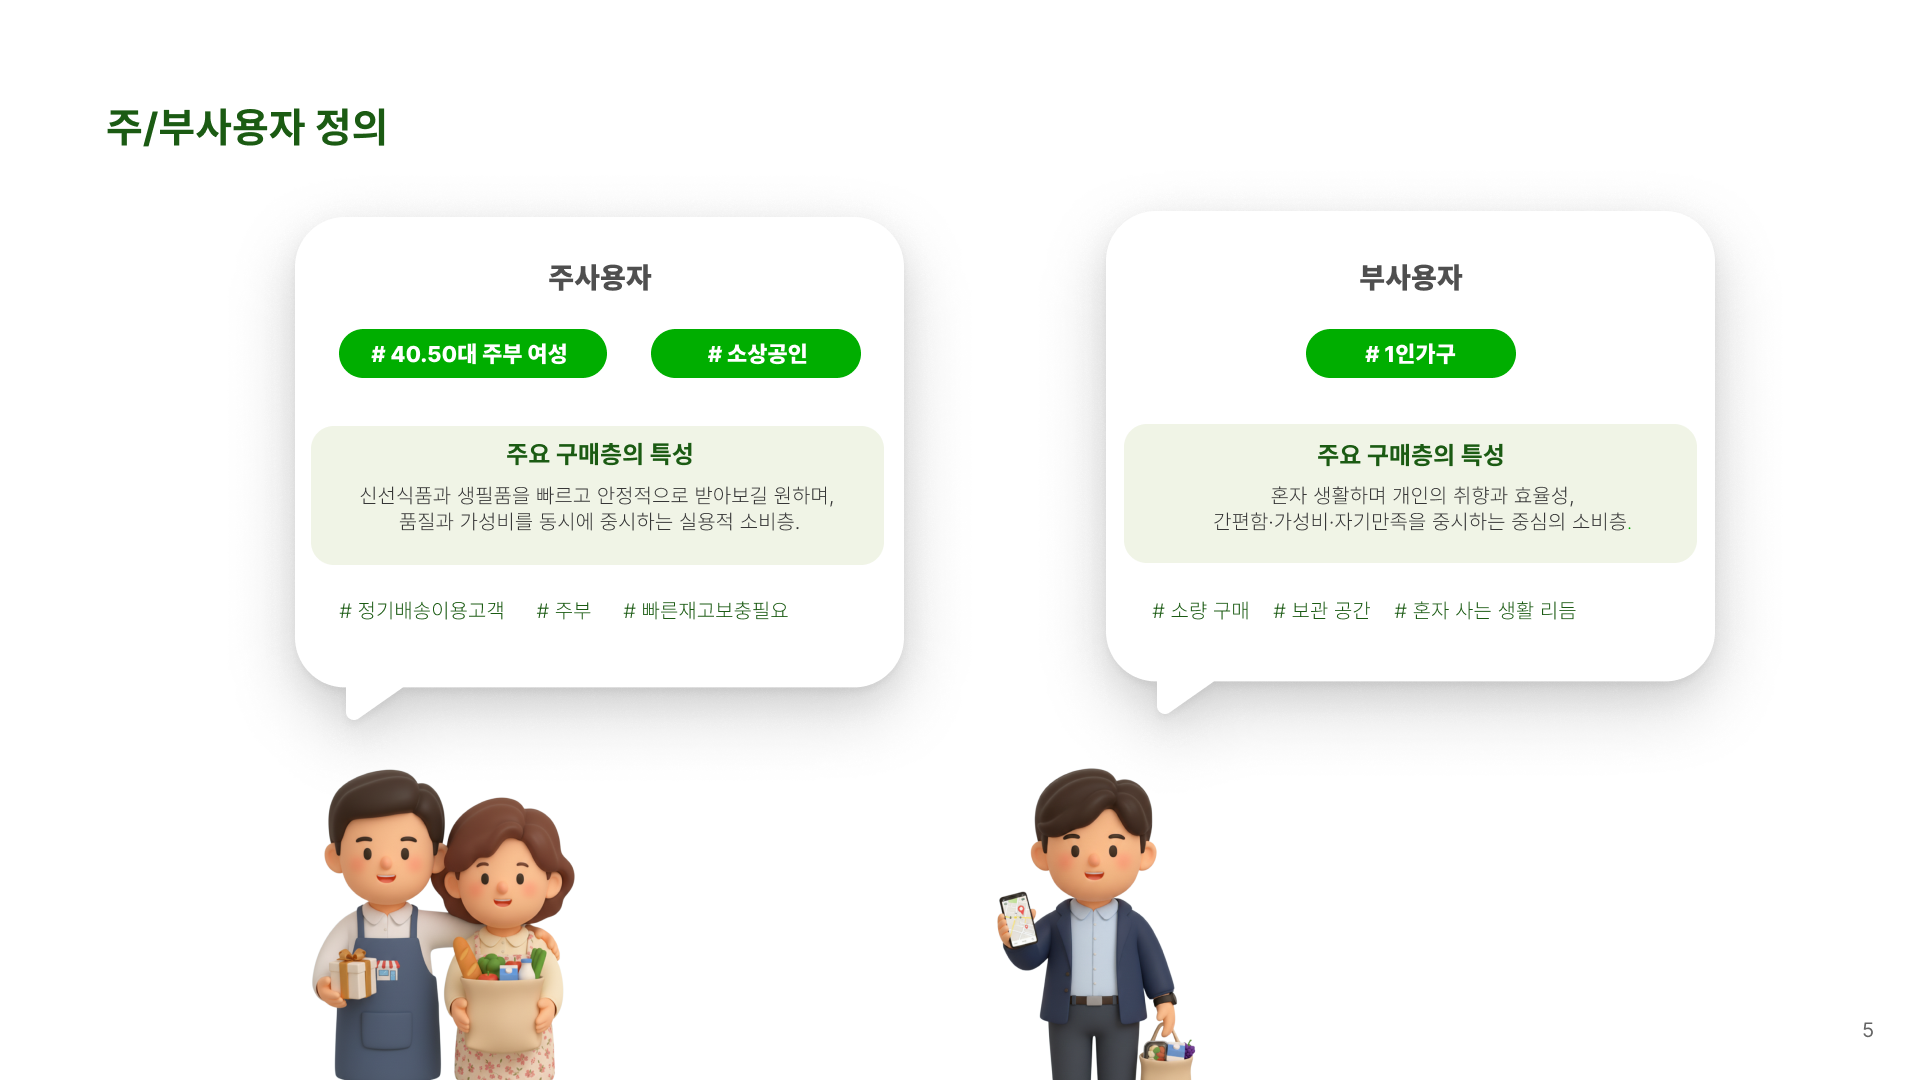 주/부사용자 정의
주사용자
# 40.50대 주부 여성
# 소상공인
주요 구매층의 특성
신선식품과 생필품을 빠르고 안정적으로 받아보길 원하며,
품질과 가성비를 동시에 중시하는 실용적 소비층.
# 정기배송이용고객 # 주부 # 빠른재고보충필요
부사용자
# 1인가구
주요 구매층의 특성
혼자 생활하며 개인의 취향과 효율성,
간편함·가성비·자기만족을 중시하는 중심의 소비층.
# 소량 구매 # 보관 공간 # 혼자 사는 생활 리듬
5